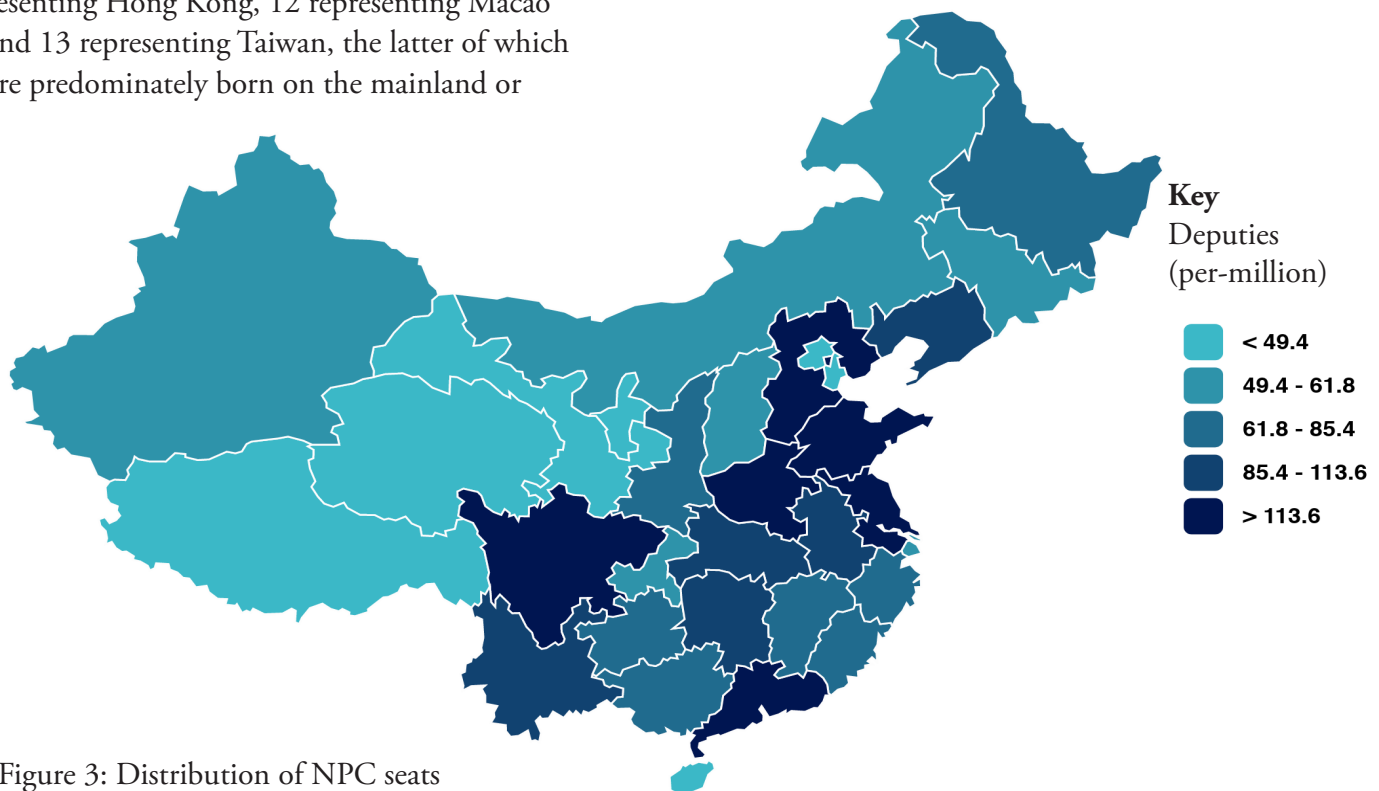 esenting Hong Kong, 12 representing Macao
nd 13 representing Taiwan, the latter of which
re predominately born on the mainland or
Key
Deputies
(per-million)
< 49.4
49.4 - 61.8
61.8 - 85.4
85.4 - 113.6
> 113.6
Figure 3: Distribution of NPC seats